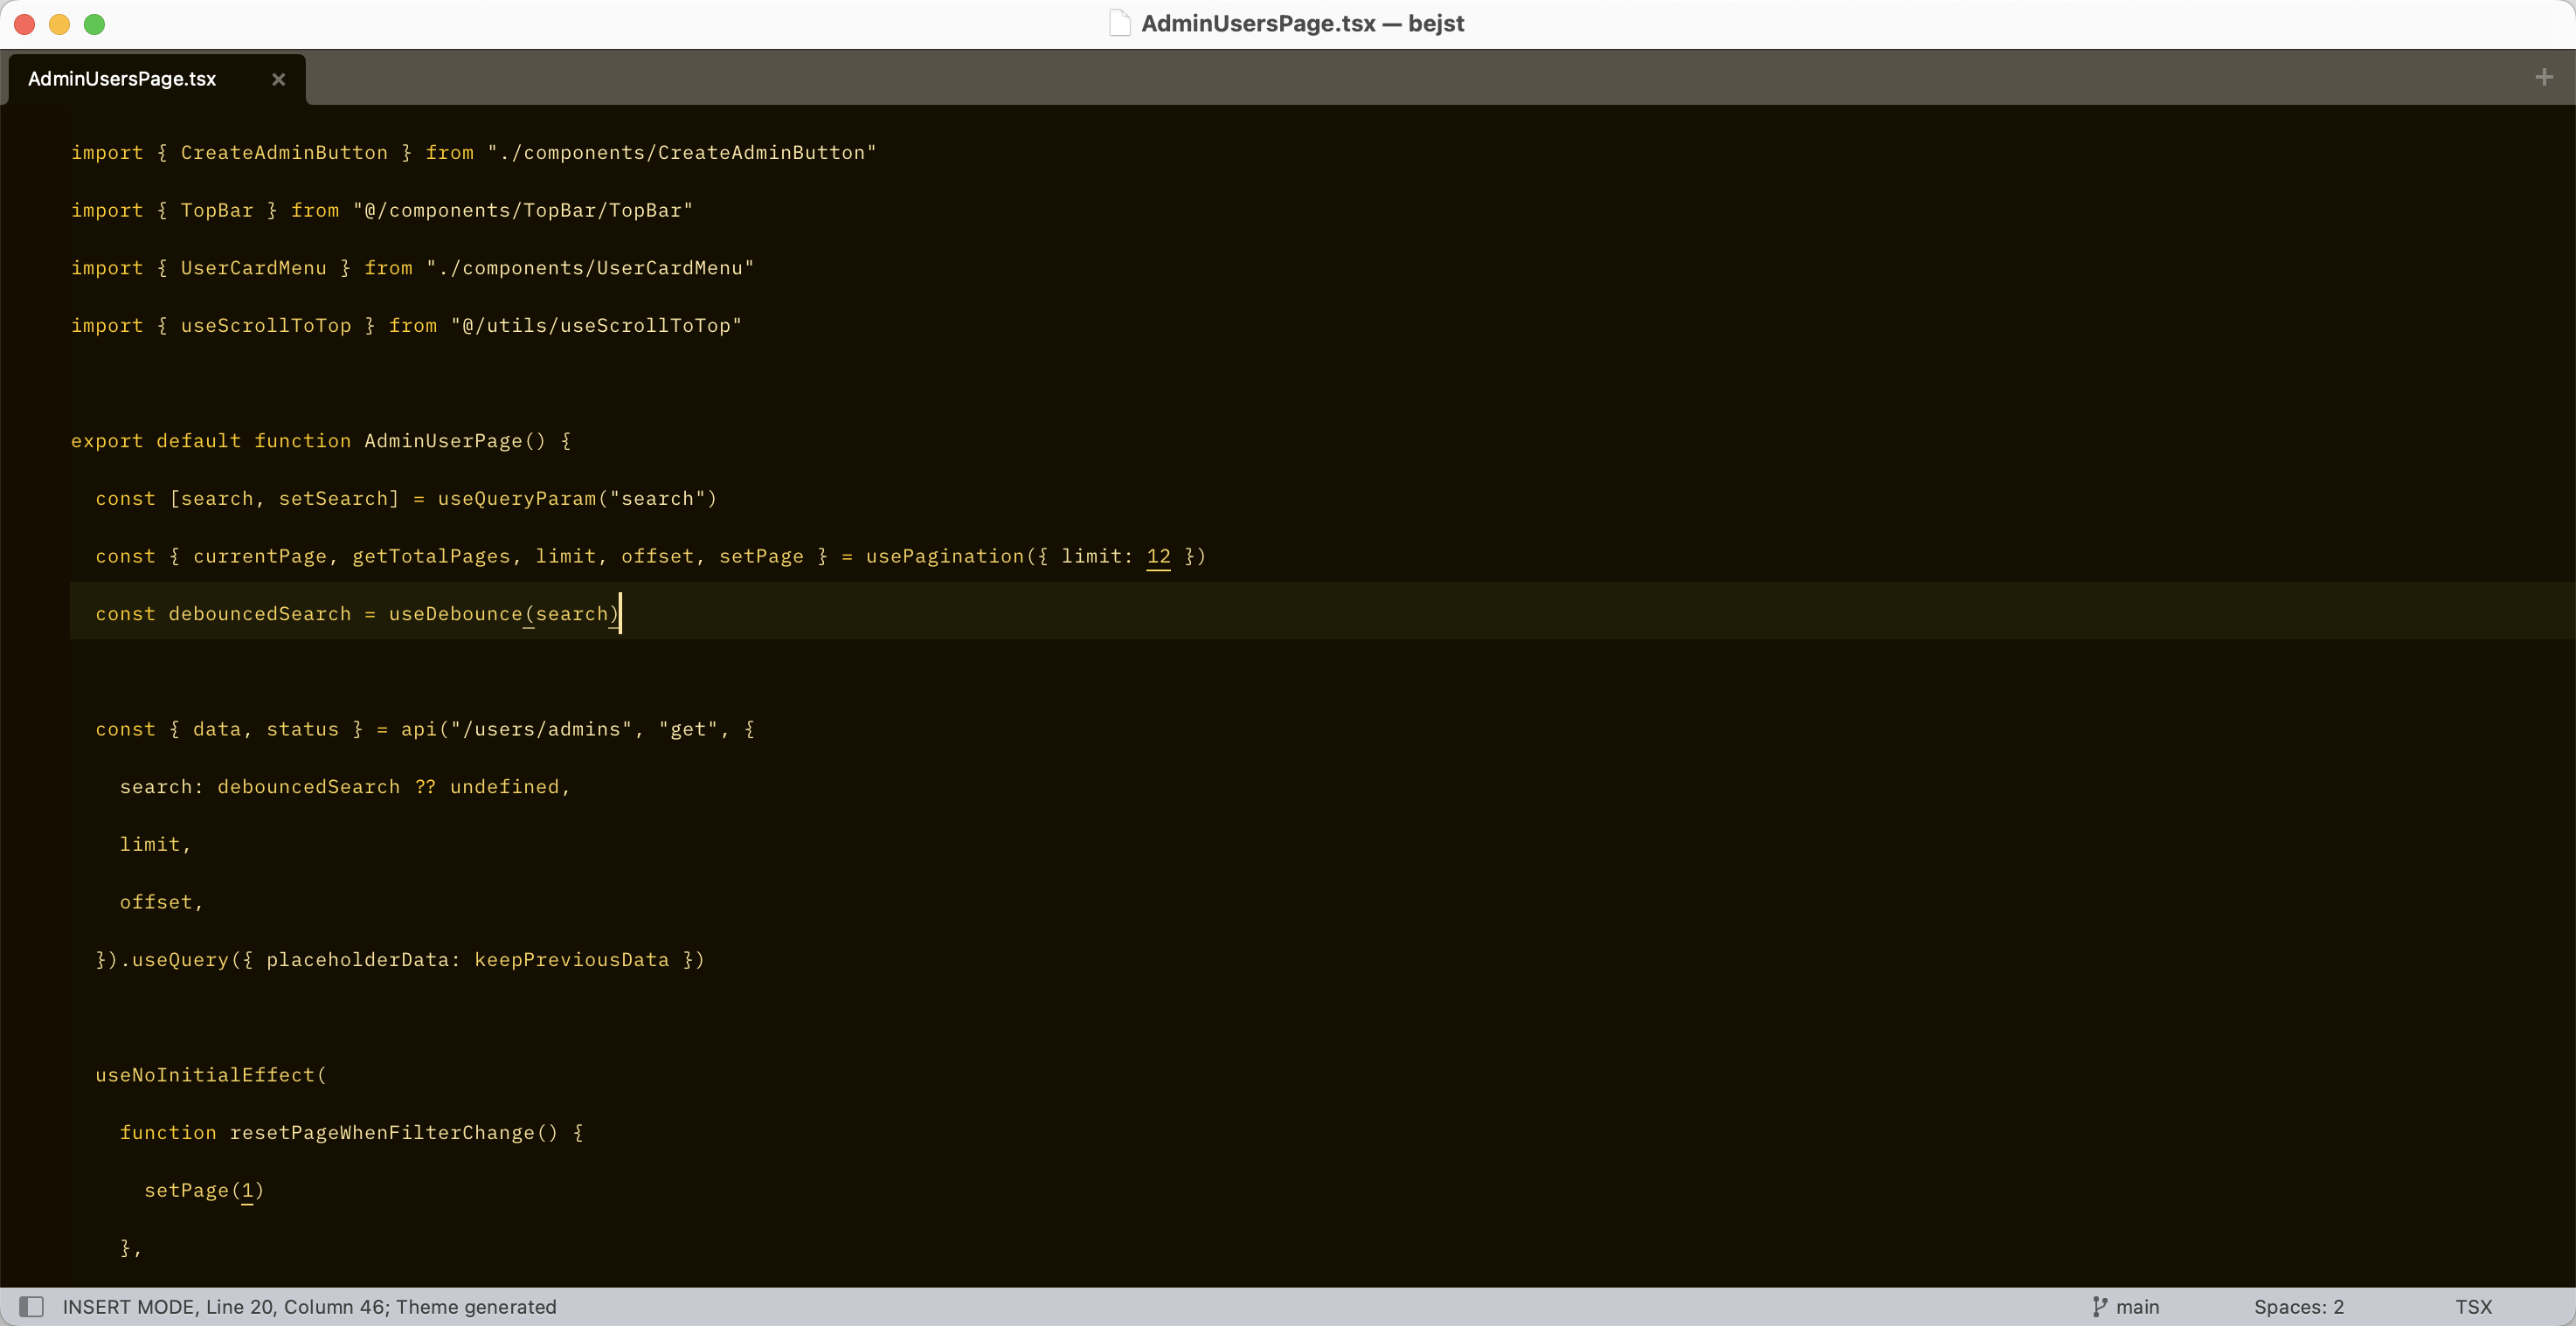 AdminUsersPage.tsx — bejst
AdminUsersPage.tsx
import { CreateAdminButton } from "./components/CreateAdminButton"
import { TopBar } from "@/components/TopBar/TopBar"
import { UserCardMenu } from "./components/UserCardMenu"
import { useScrollToTop } from "@/utils/useScrollToTop"
export default function AdminUserPage() {
  const [search, setSearch] = useQueryParam("search")
  const { currentPage, getTotalPages, limit, offset, setPage } = usePagination({ limit: 12 })
  const debouncedSearch = useDebounce(search)
  const { data, status } = api("/users/admins", "get", {
    search: debouncedSearch ?? undefined,
    limit,
    offset,
  }).useQuery({ placeholderData: keepPreviousData })
  useNoInitialEffect(
    function resetPageWhenFilterChange() {
      setPage(1)
    },
INSERT MODE, Line 20, Column 46; Theme generated
main
Spaces: 2
TSX